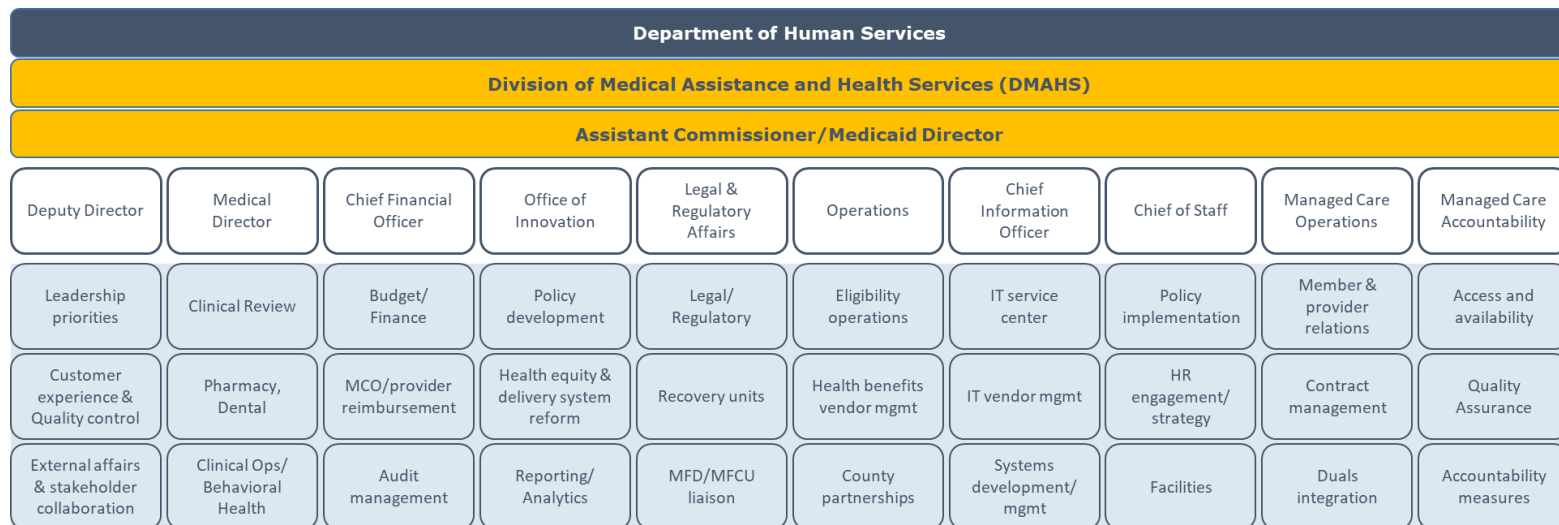 Department of Human Services
Division of Medical Assistance and Health Services (DMAHS)
Assistant Commissioner/Medicaid Director
Deputy Director
Medical
Director
Chief Financial
Officer
Office of
Innovation
Legal &
Regulatory
Affairs
Operations
Chief
Information
Officer
Chief of Staff
Managed Care
Operations
Managed Care
Accountability
Leadership
priorities
Clinical Review
Budget/
Finance
Policy
development
Legal/
Regulatory
Eligibility
operations
IT service
center
Policy
implementation
Member &
provider
relations
Access and
availability
Customer
experience &
Quality control
Pharmacy,
Dental
MCO/provider
reimbursement
Health equity &
delivery system
reform
Recovery units
Health benefits
vendor mgmt
IT vendor mgmt
HR
engagement/
strategy
Contract
management
Quality
Assurance
External affairs
& stakeholder
collaboration
Clinical Ops/
Behavioral
Health
Audit
management
Reporting/
Analytics
MFD/MFCU
liaison
County
partnerships
Systems
development/
mgmt
Facilities
Duals
integration
Accountability
measures